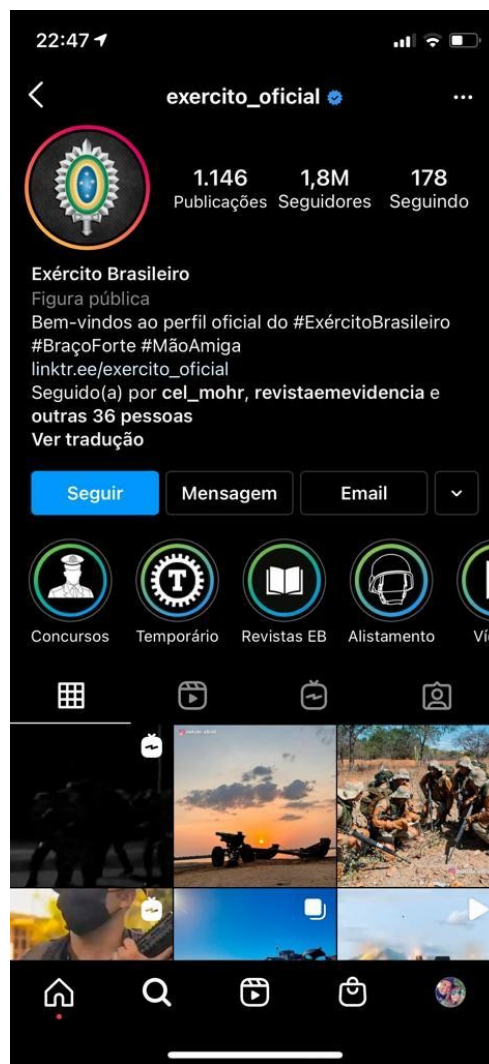 22:47
exercito_oficial
1.146 1,8M 178
Publicações Seguidores Seguindo
Exército Brasileiro
Figura pública
Bem-vindos ao perfil oficial do #ExércitoBrasileiro
#BraçoForte #MãoAmiga
linktr.ee/exercito_oficial
Seguido(a) por cel_mohr, revistaemevidencia e
outras 36 pessoas
Ver tradução
Seguir Mensagem Email
Concursos Temporário Revistas EB Alistamento Ví
T